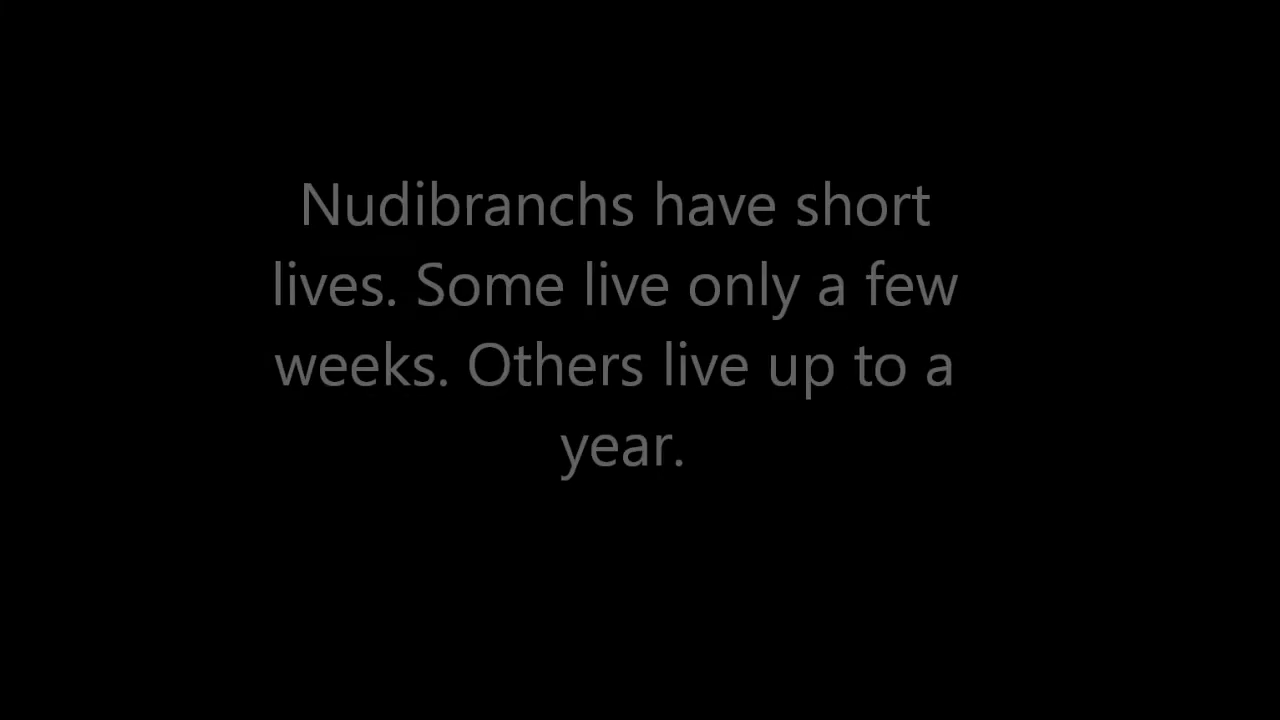 Nudibranchs have short
lives. Some live only a few
weeks. Others live up to a
year.